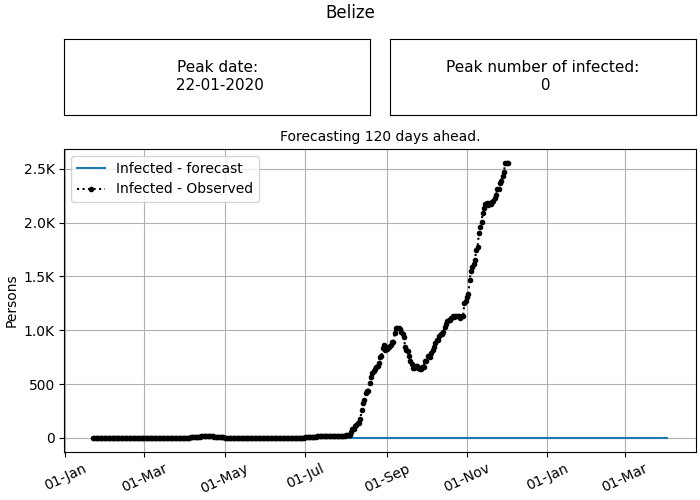 Belize
Peak date:
22-01-2020
Peak number of infected:
0
Forecasting 120 days ahead.
Infected - forecast
Infected - Observed
Persons
2.5K
2.0K
1.5K
1.0K
500
0
01-Jan
01-Mar
01-May
01-Jul
01-Sep
01-Nov
01-Jan
01-Mar